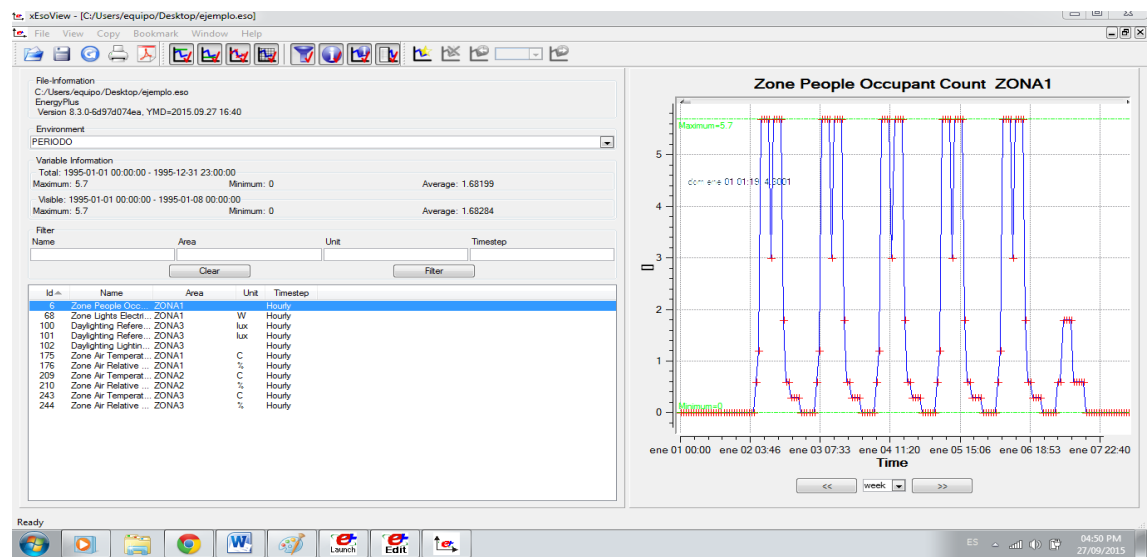 xEsoView - [C:/Users/equipo/Desktop/ejemplo.eso]
File View Copy Bookmark Window Help
File-Information
C:/Users/equipo/Desktop/ejemplo.eso
EnergyPlus
Version 8.3.0-6d97d074ea, YMD=2015.09.27 16:40
Environment
PERIODO
Variable Information
Total: 1995-01-01 00:00:00 - 1995-12-31 23:00:00
Maximum: 5.7 Minimum: 0 Average: 1.68199
Visible: 1995-01-01 00:00:00 - 1995-01-08 00:00:00
Maximum: 5.7 Minimum: 0 Average: 1.68284
Filter
Name Area Unit Timestep
Clear Filter
Id Name Area Unit Timestep
6 Zone People Occ... ZONA1 Hourly
68 Zone Lights Electri... ZONA1 W Hourly
100 Daylighting Refere... ZONA3 lux Hourly
101 Daylighting Refere... ZONA3 lux Hourly
102 Daylighting Lightin... ZONA3 Hourly
175 Zone Air Temperat... ZONA1 C Hourly
176 Zone Air Relative ... ZONA1 % Hourly
209 Zone Air Temperat... ZONA2 C Hourly
210 Zone Air Relative ... ZONA2 % Hourly
243 Zone Air Temperat... ZONA3 C Hourly
244 Zone Air Relative ... ZONA3 % Hourly
Zone People Occupant Count ZONA1
Maximum=5.7
5
dom ene 01 01:19
4
3
[]
2
1
Minimum=0
0
ene 01 00:00 ene 02 03:46 ene 03 07:33 ene 04 11:20 ene 05 15:06 ene 06 18:53 ene 07 22:40
Time
<< week >>
Ready
Launch Edit
ES 04:50 PM
27/09/2015